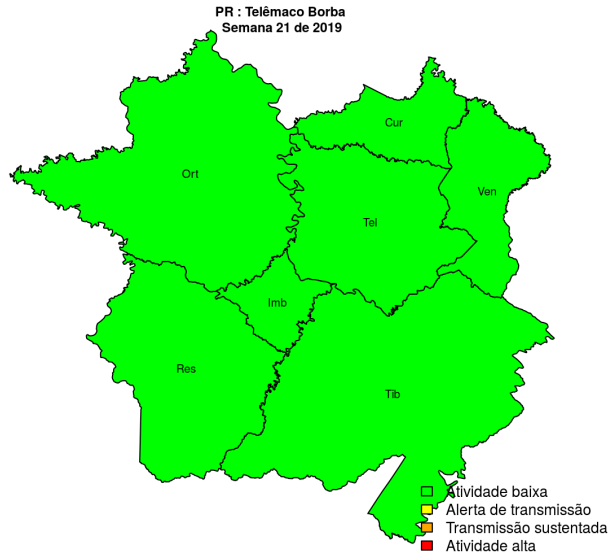 PR : Telêmaco Borba
Semana 21 de 2019
Cur
Ort
Ven
Tel
Imb
Res
Tib
Atividade baixa
Alerta de transmissão
Transmissão sustentada
Atividade alta